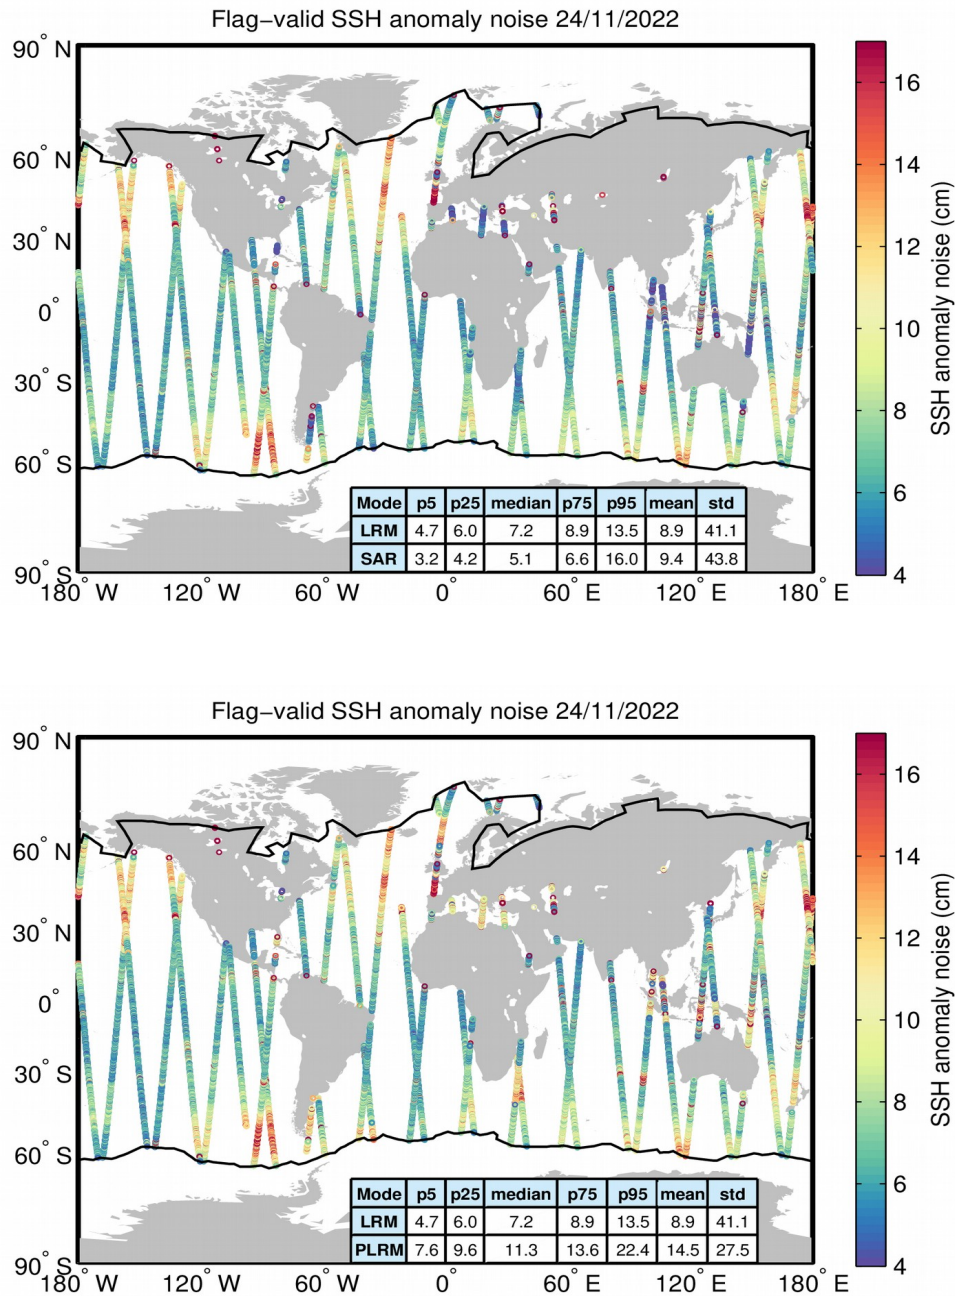 Flag−valid SSH anomaly noise 24/11/2022
90° N
60° N
30° N
0°
30° S
60° S
90° S
180° W
120° W
60° W
0°
60° E
120° E
180° E
Mode p5 p25 median p75 p95 mean std
LRM 4.7 6.0 7.2 8.9 13.5 8.9 41.1
SAR 3.2 4.2 5.1 6.6 16.0 9.4 43.8
16
14
12
10
8
6
4
SSH anomaly noise (cm)
Flag−valid SSH anomaly noise 24/11/2022
90° N
60° N
30° N
0°
30° S
60° S
90° S
180° W
120° W
60° W
0°
60° E
120° E
180° E
Mode p5 p25 median p75 p95 mean std
LRM 4.7 6.0 7.2 8.9 13.5 8.9 41.1
PLRM 7.6 9.6 11.3 13.6 22.4 14.5 27.5
16
14
12
10
8
6
4
SSH anomaly noise (cm)